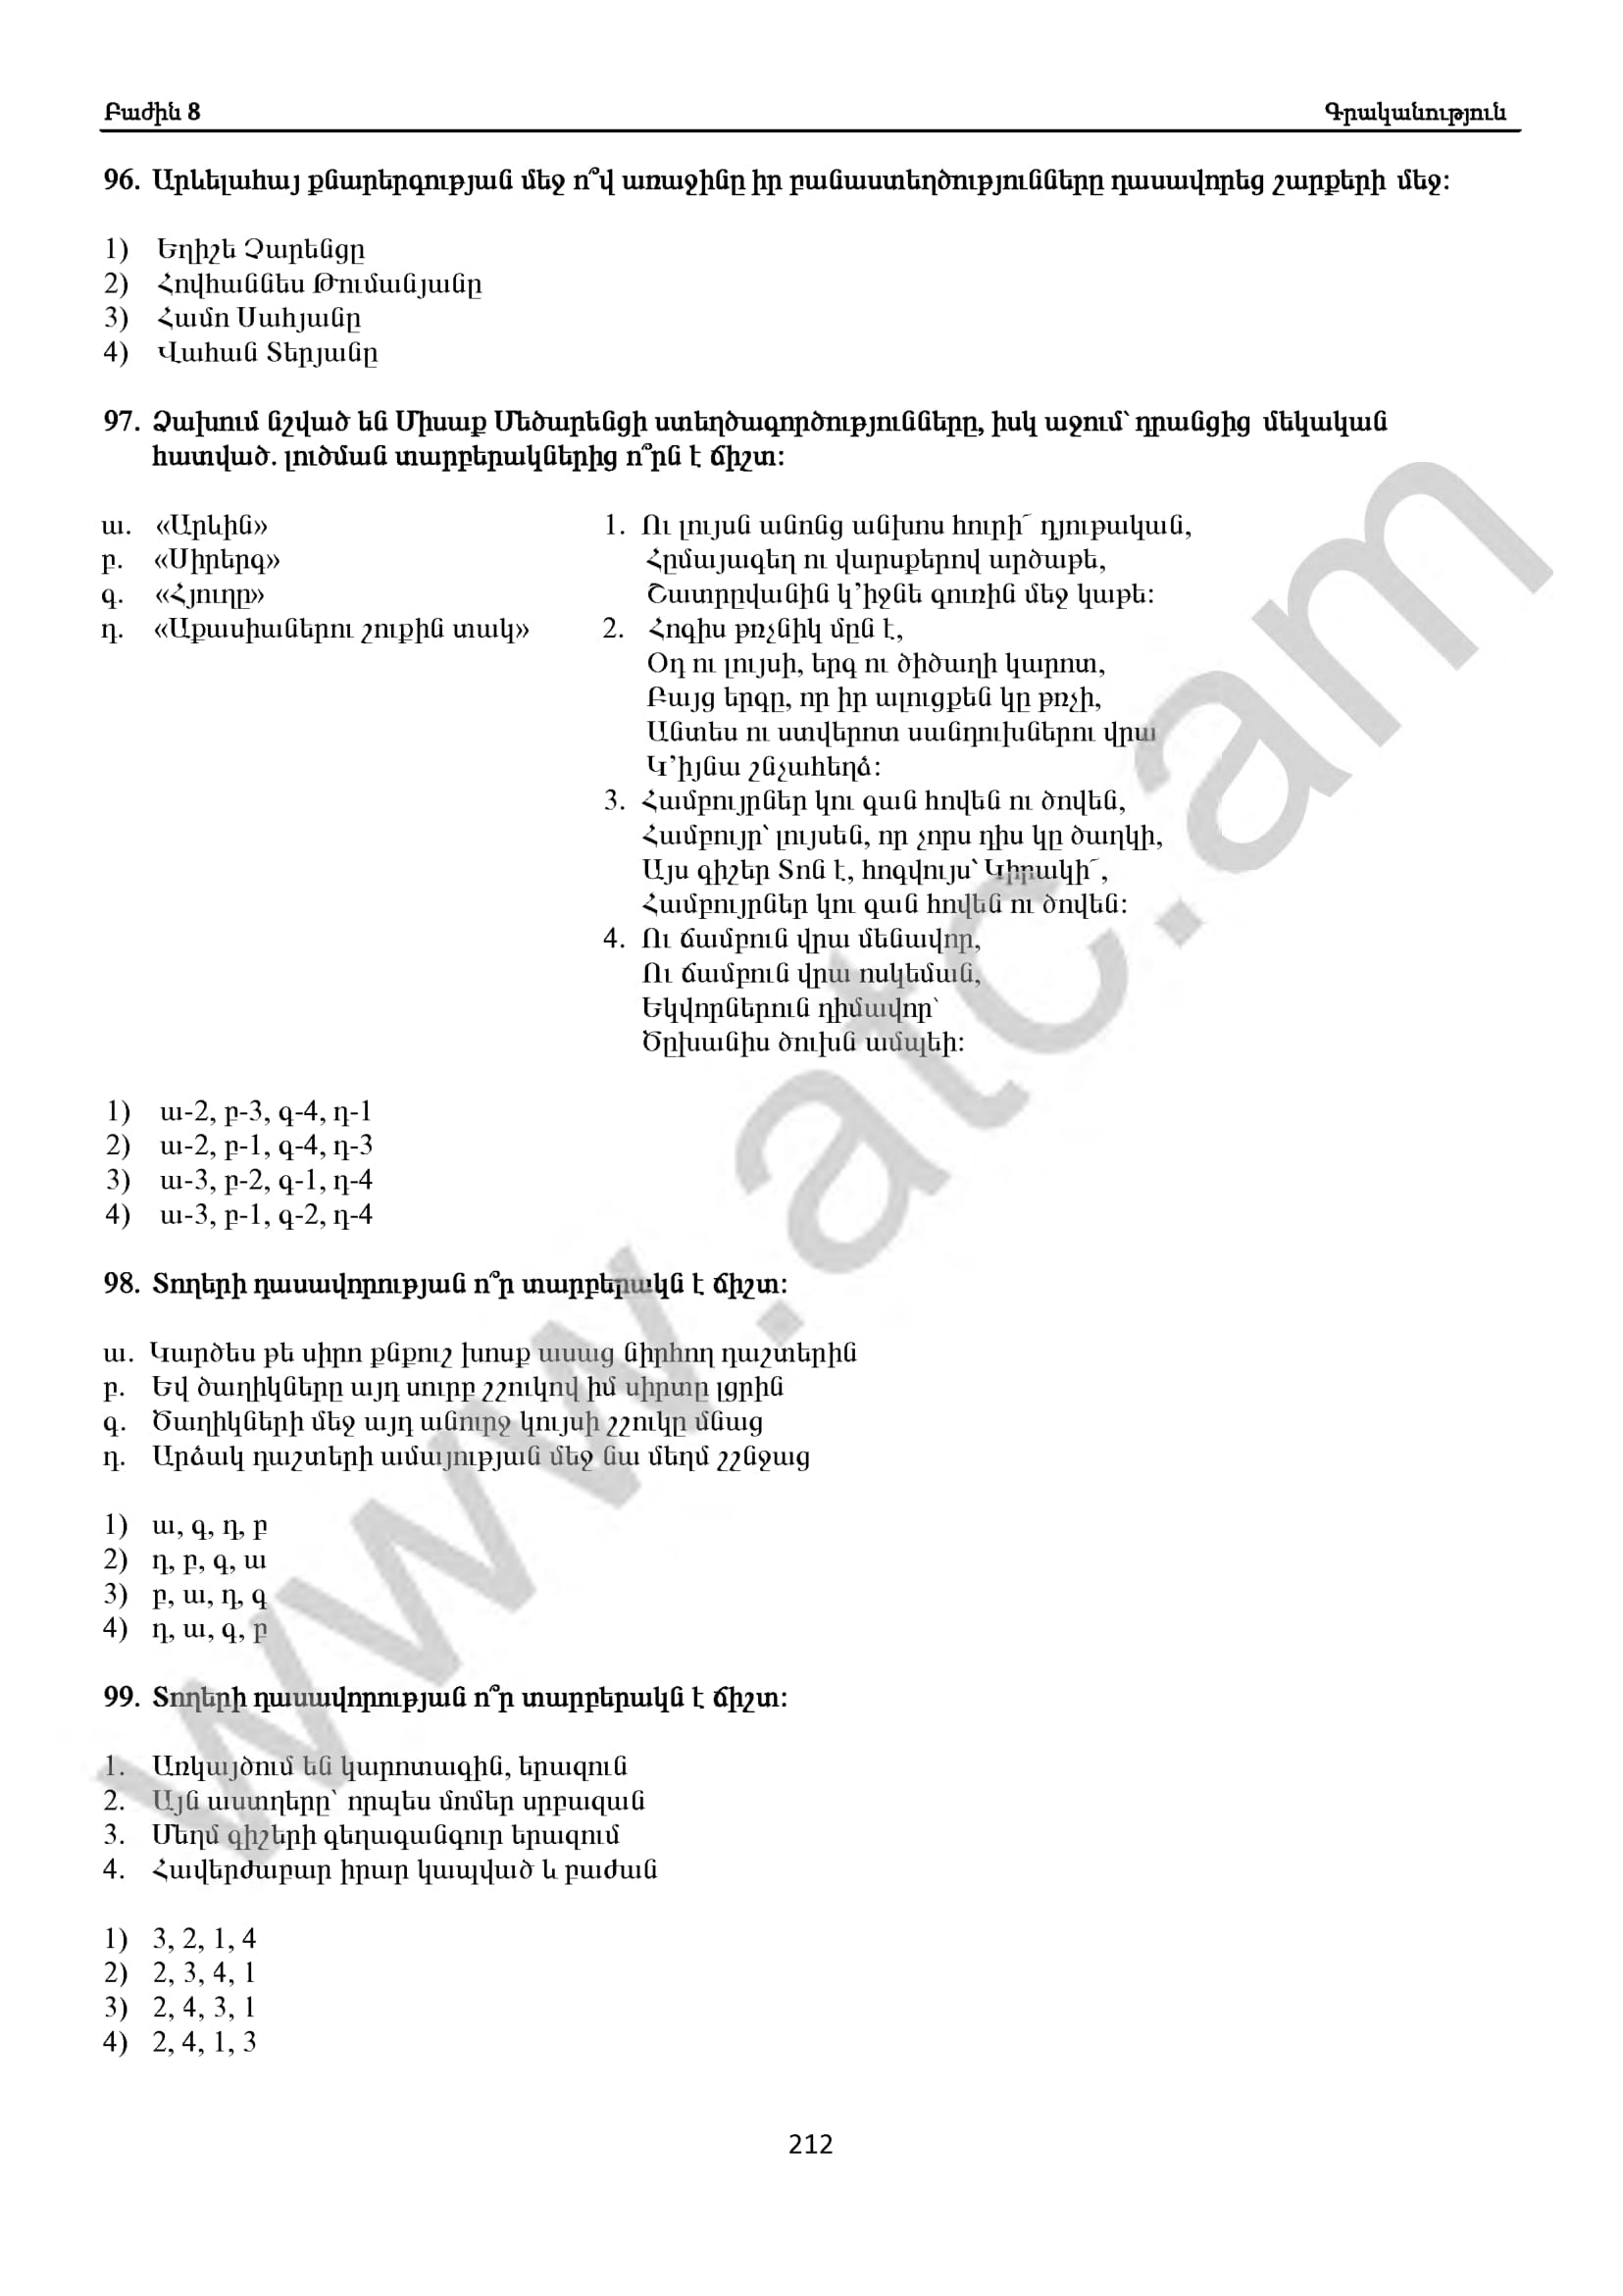 Բաժին 8 Գրականություն
96. Արևելահայ քնարերգության մեջ ո՞վ առաջինը իր բանաստեղծությունները դասավորեց շարքերի մեջ:
1) Եղիշե Չարենցը
2) Հովհաննես Թումանյանը
3) Համո Սահյանը
4) Վահան Տերյանը
97. Ձախում նշված են Միսաք Մեծարենցի ստեղծագործությունները, իսկ աջում՝ դրանցից մեկական
հատված. լուծման տարբերակներից ո՞րն է ճիշտ:
ա. «Արևին»
բ. «Սիրերգ»
գ. «Հյուղը»
դ. «Աքասիաներու շուքին տակ»
1. Ու լույսն անոնց անխոս հուրի՜ դյութական,
Հըմայագեղ ու վարսքերով արծաթե,
Շատրըվանին կ’իջնե գուռին մեջ կաթե:
2. Հոգիս թռչնիկ մըն է,
Օդ ու լույսի, երգ ու ծիծաղի կարոտ,
Բայց երգը, որ իր ալուցքեն կը թռչի,
Անտես ու ստվերոտ սանդուխներու վրա
Կ’իյնա շնչահեղձ:
3. Համբույրներ կու գան հովեն ու ծովեն,
Համբույր՝ լույսեն, որ չորս դիս կը ծաղկի,
Այս գիշեր Տոն է, հոգվույս՝ Կիրակի՜,
Համբույրներ կու գան հովեն ու ծովեն:
4. Ու ճամբուն վրա մենավոր,
Ու ճամբուն վրա ոսկեման,
Եկվորներուն դիմավոր՝
Ծըխանիս ծուխն ամպեի:
1) ա-2, բ-3, գ-4, դ-1
2) ա-2, բ-1, գ-4, դ-3
3) ա-3, բ-2, գ-1, դ-4
4) ա-3, բ-1, գ-2, դ-4
98. Տողերի դասավորության ո՞ր տարբերակն է ճիշտ:
ա. Կարծես թե սիրո քնքուշ խոսք ասաց նիրհող դաշտերին
բ. Եվ ծաղիկները այդ սուրբ շշուկով իմ սիրտը լցրին
գ. Ծաղիկների մեջ այդ անուրջ կույսի շշուկը մնաց
դ. Արձակ դաշտերի ամայության մեջ նա մեղմ շշնջաց
1) ա, գ, դ, բ
2) դ, բ, գ, ա
3) բ, ա, դ, գ
4) դ, ա, գ, բ
99. Տողերի դասավորության ո՞ր տարբերակն է ճիշտ:
1. Առկայծում են կարոտագին, երազուն
2. Այն աստղերը՝ որպես մոմեր սրբազան
3. Մեղմ գիշերի գեղագանգուր երազում
4. Հավերժաբար իրար կապված և բաժան
1) 3, 2, 1, 4
2) 2, 3, 4, 1
3) 2, 4, 3, 1
4) 2, 4, 1, 3
212
www.atc.am